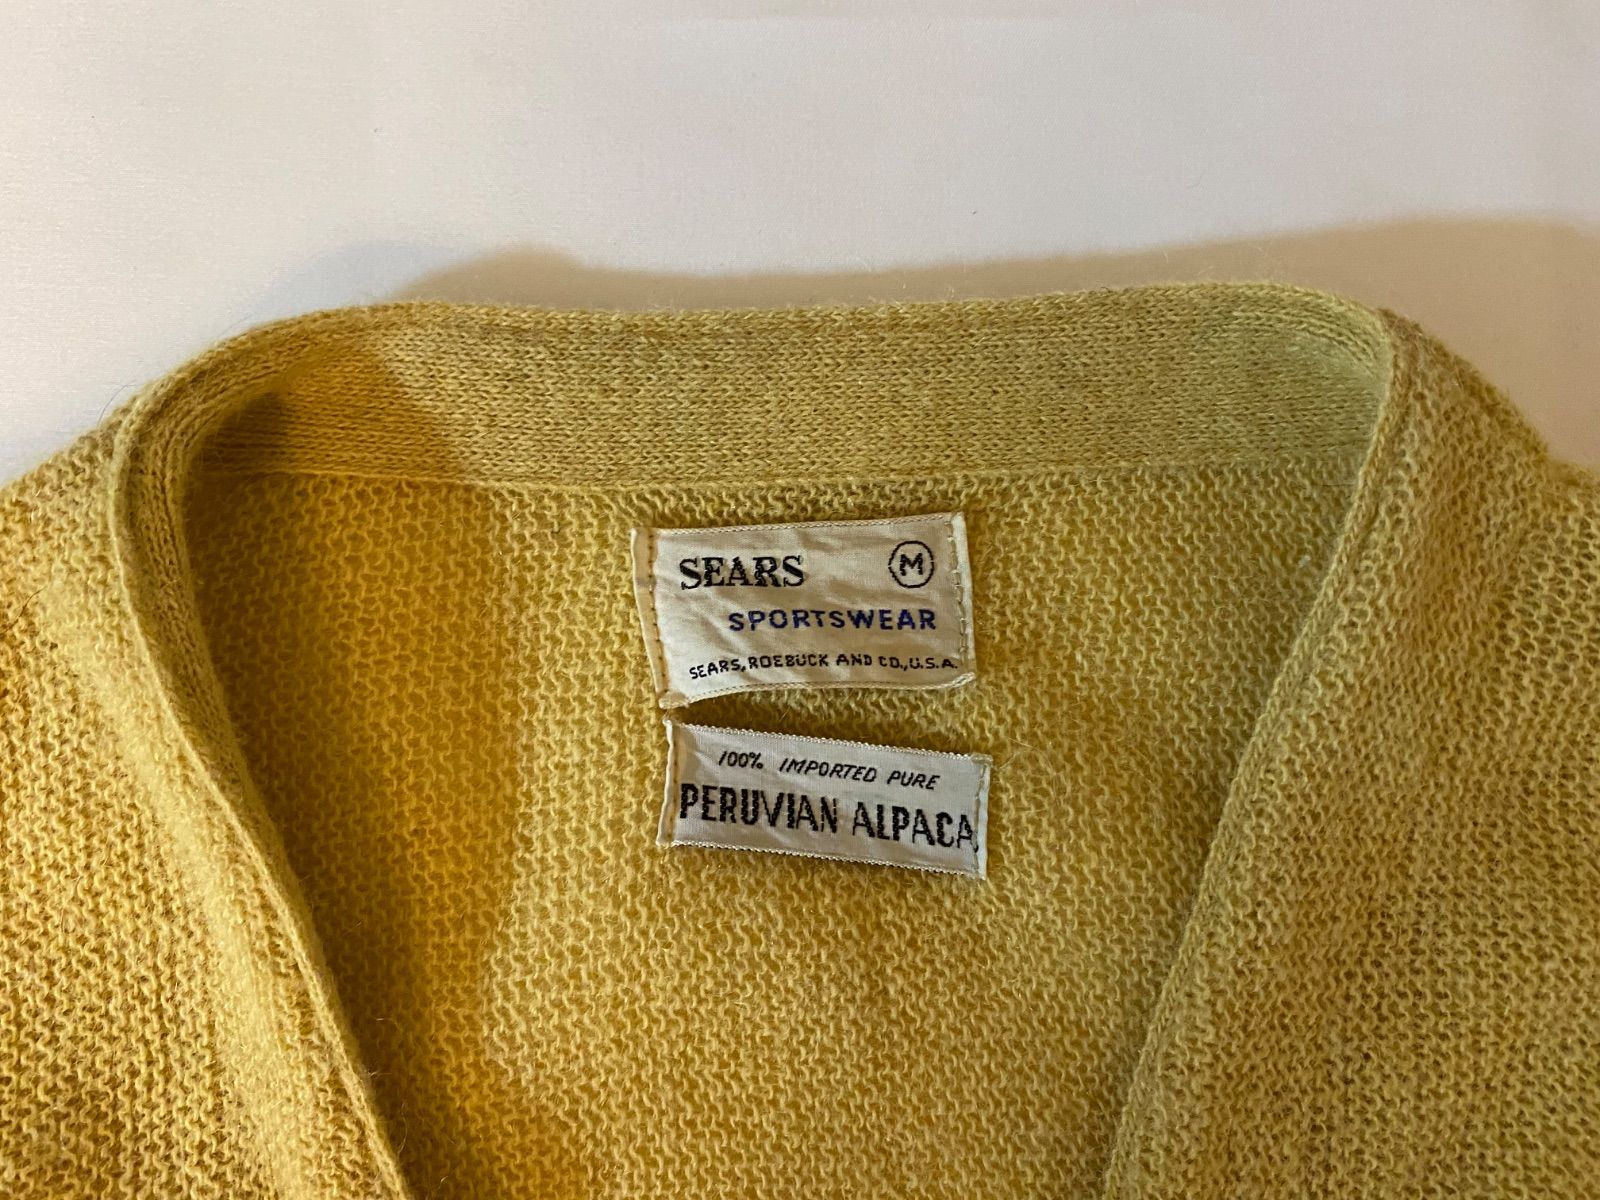 SEARS M
SPORTSWEAR
SEARS, ROEBUCK AND CO., U.S.A.
100% IMPORTED PURE
PERUVIAN ALPACA